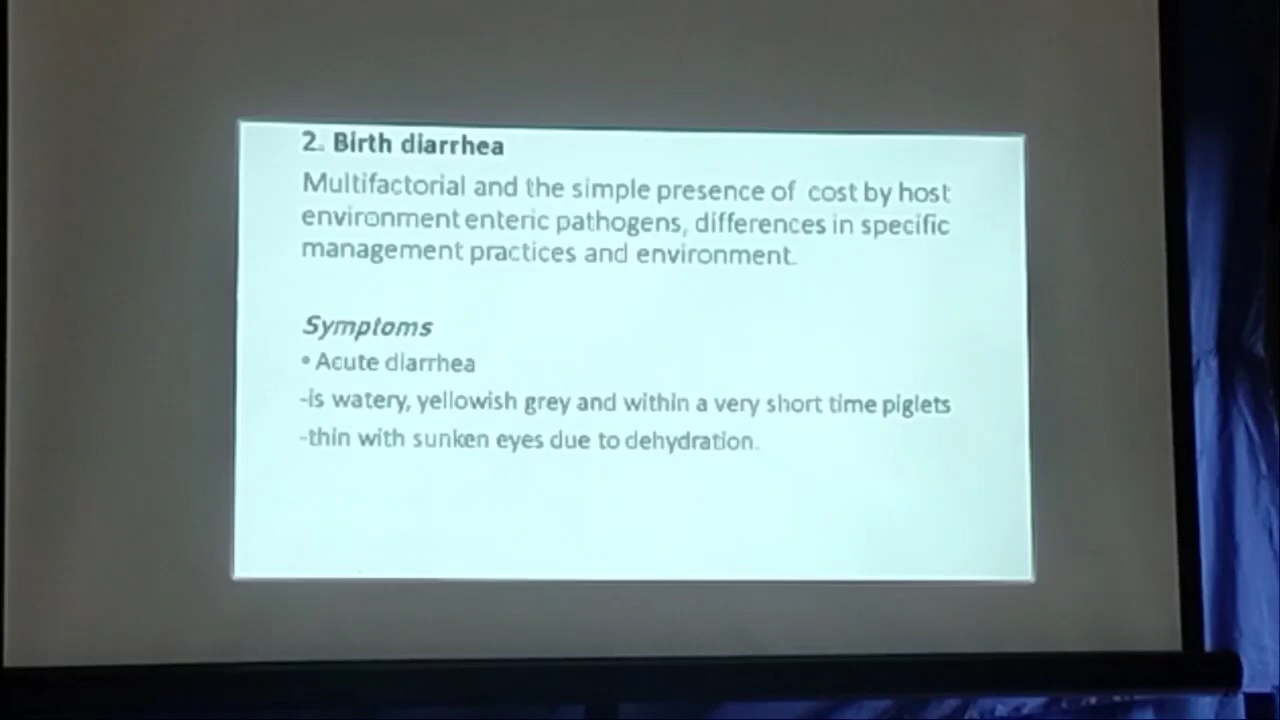 2. Birth diarrhea
Multifactorial and the simple presence of cost by host
environment enteric pathogens, differences in specific
management practices and environment.
Symptoms
• Acute diarrhea
-is watery, yellowish grey and within a very short time piglets
-thin with sunken eyes due to dehydration.